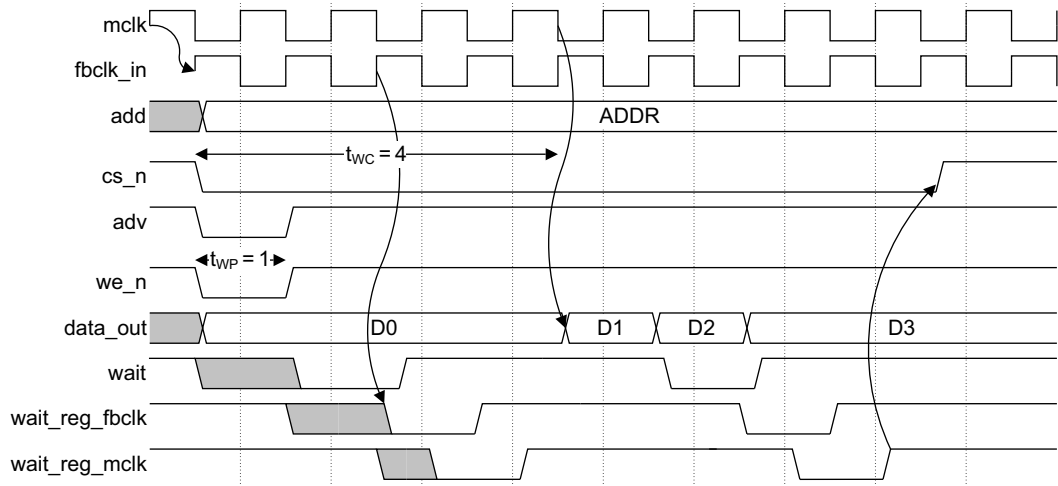 mclk
fbclk_in
add ADDR
t_WC = 4
cs_n
adv
t_WP = 1
we_n
data_out D0 D1 D2 D3
wait
wait_reg_fbclk
wait_reg_mclk